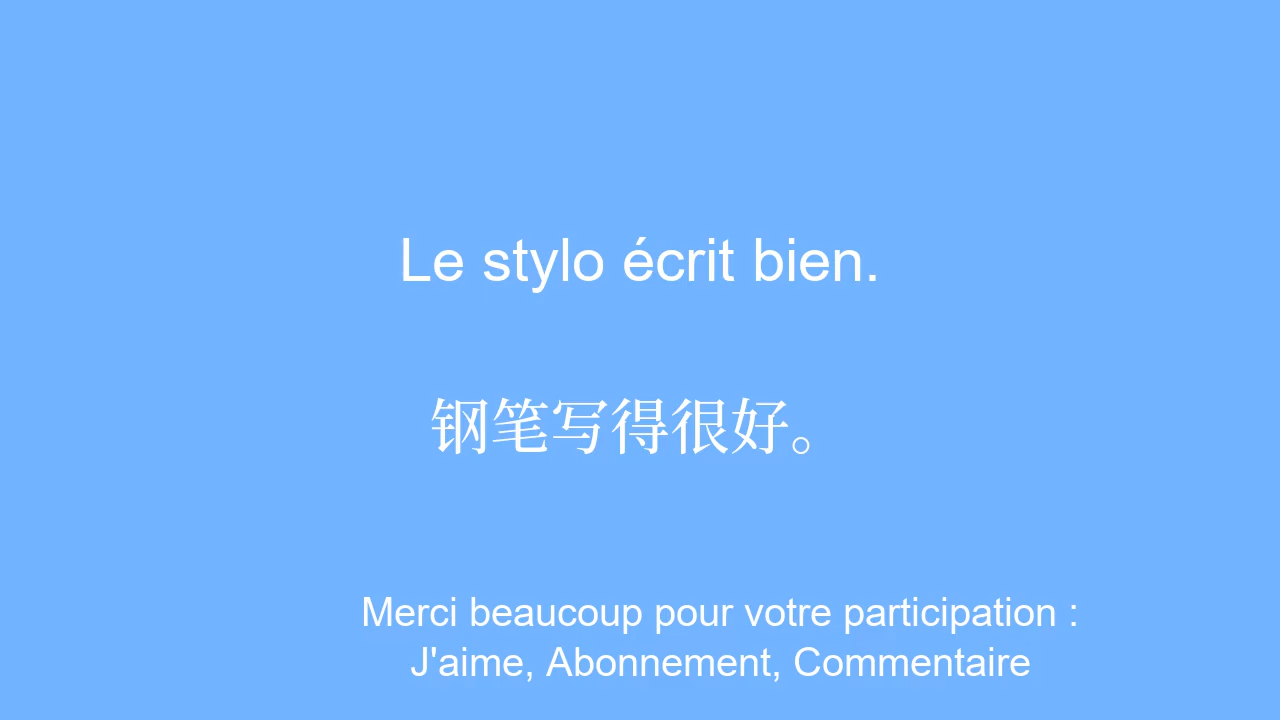 Le stylo écrit bien.
钢笔写得很好。
Merci beaucoup pour votre participation :
J'aime, Abonnement, Commentaire